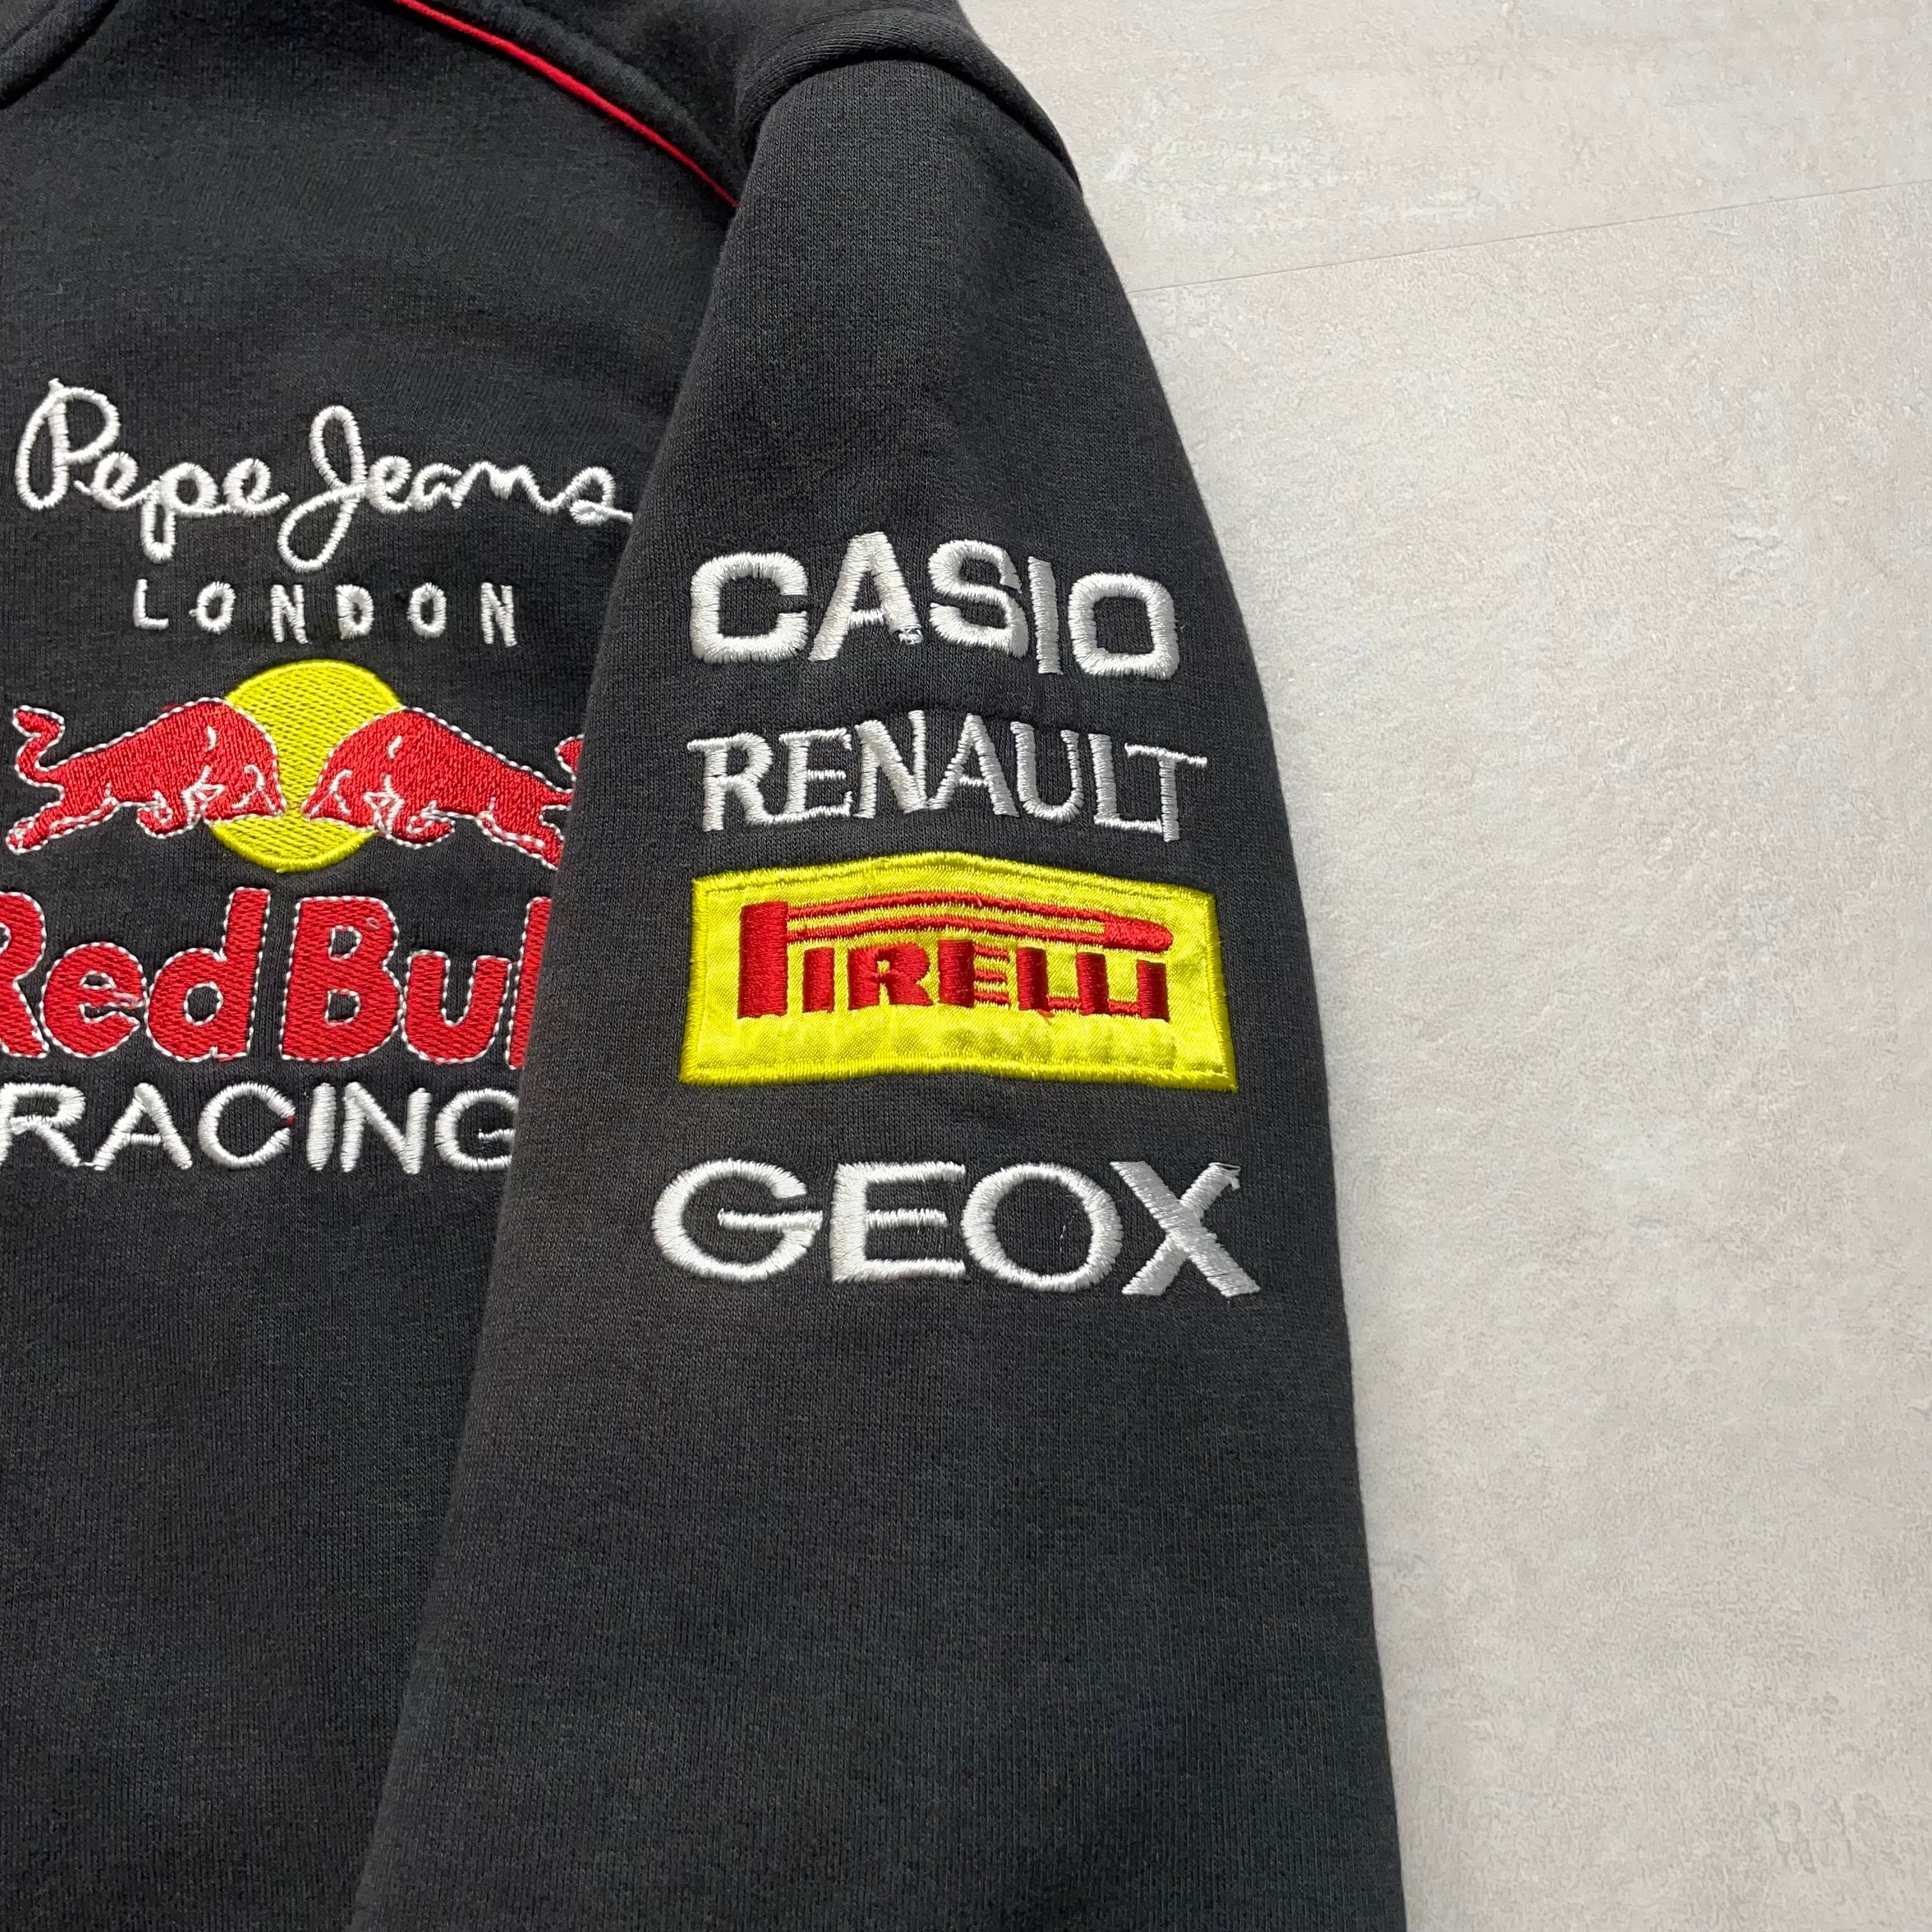 Pepe Jeans
LONDON
Red Bull
RACING
CASIO
RENAULT
PIRELLI
GEOX